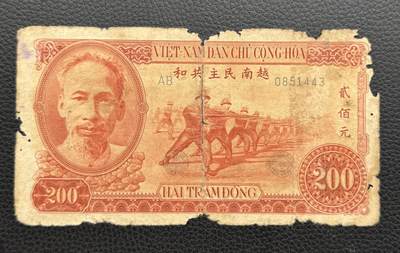 VIỆT-NAM DÂN CHỦ CỘNG-HÒA
和共主民南越
AB 0851443
貳佰元
200 200
HAI TRĂM ĐỒNG